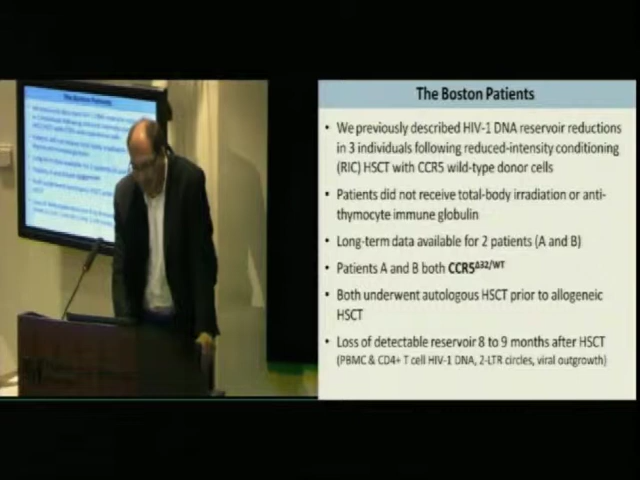 The Boston Patients
• We previously described HIV-1 DNA reservoir reductions
in 3 individuals following reduced-intensity conditioning
(RIC) HSCT with CCR5 wild-type donor cells
• Patients did not receive total-body irradiation or anti-
thymocyte immune globulin
• Long-term data available for 2 patients (A and B)
• Patients A and B both CCR5Δ32/WT
• Both underwent autologous HSCT prior to allogeneic
HSCT
• Loss of detectable reservoir 8 to 9 months after HSCT
(PBMC & CD4+ T cell HIV-1 DNA, 2-LTR circles, viral outgrowth)
The Boston Patients